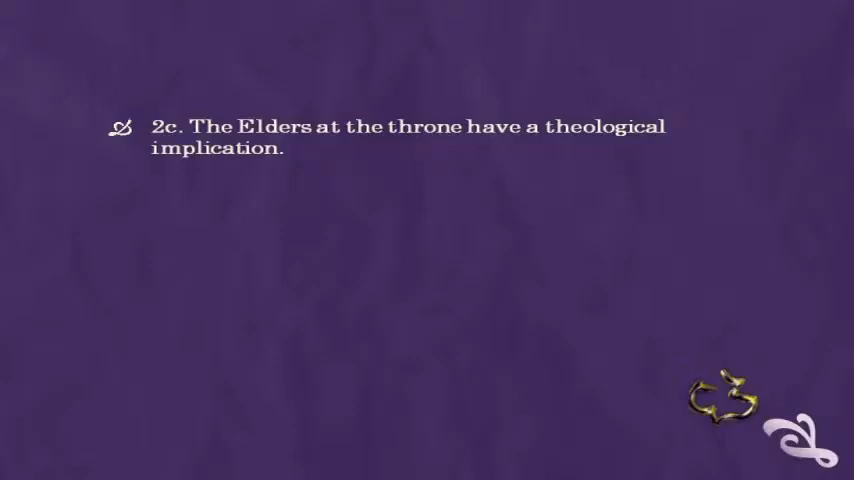 2c. The Elders at the throne have a theological
implication.